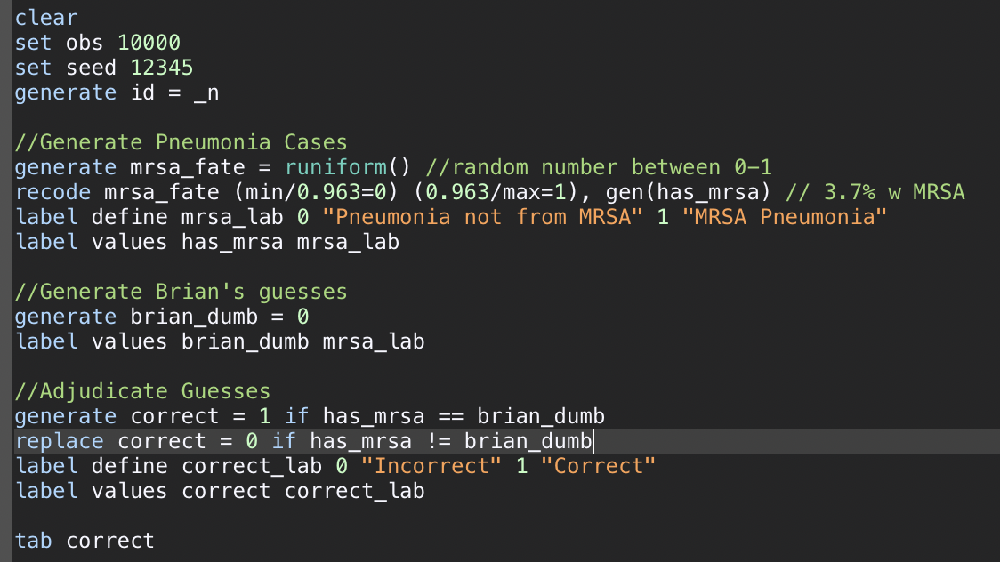 clear
set obs 10000
set seed 12345
generate id = _n
//Generate Pneumonia Cases
generate mrsa_fate = runiform() //random number between 0-1
recode mrsa_fate (min/0.963=0) (0.963/max=1), gen(has_mrsa) // 3.7% w MRSA
label define mrsa_lab 0 "Pneumonia not from MRSA" 1 "MRSA Pneumonia"
label values has_mrsa mrsa_lab
//Generate Brian's guesses
generate brian_dumb = 0
label values brian_dumb mrsa_lab
//Adjudicate Guesses
generate correct = 1 if has_mrsa == brian_dumb
replace correct = 0 if has_mrsa != brian_dumb
label define correct_lab 0 "Incorrect" 1 "Correct"
label values correct correct_lab
tab correct